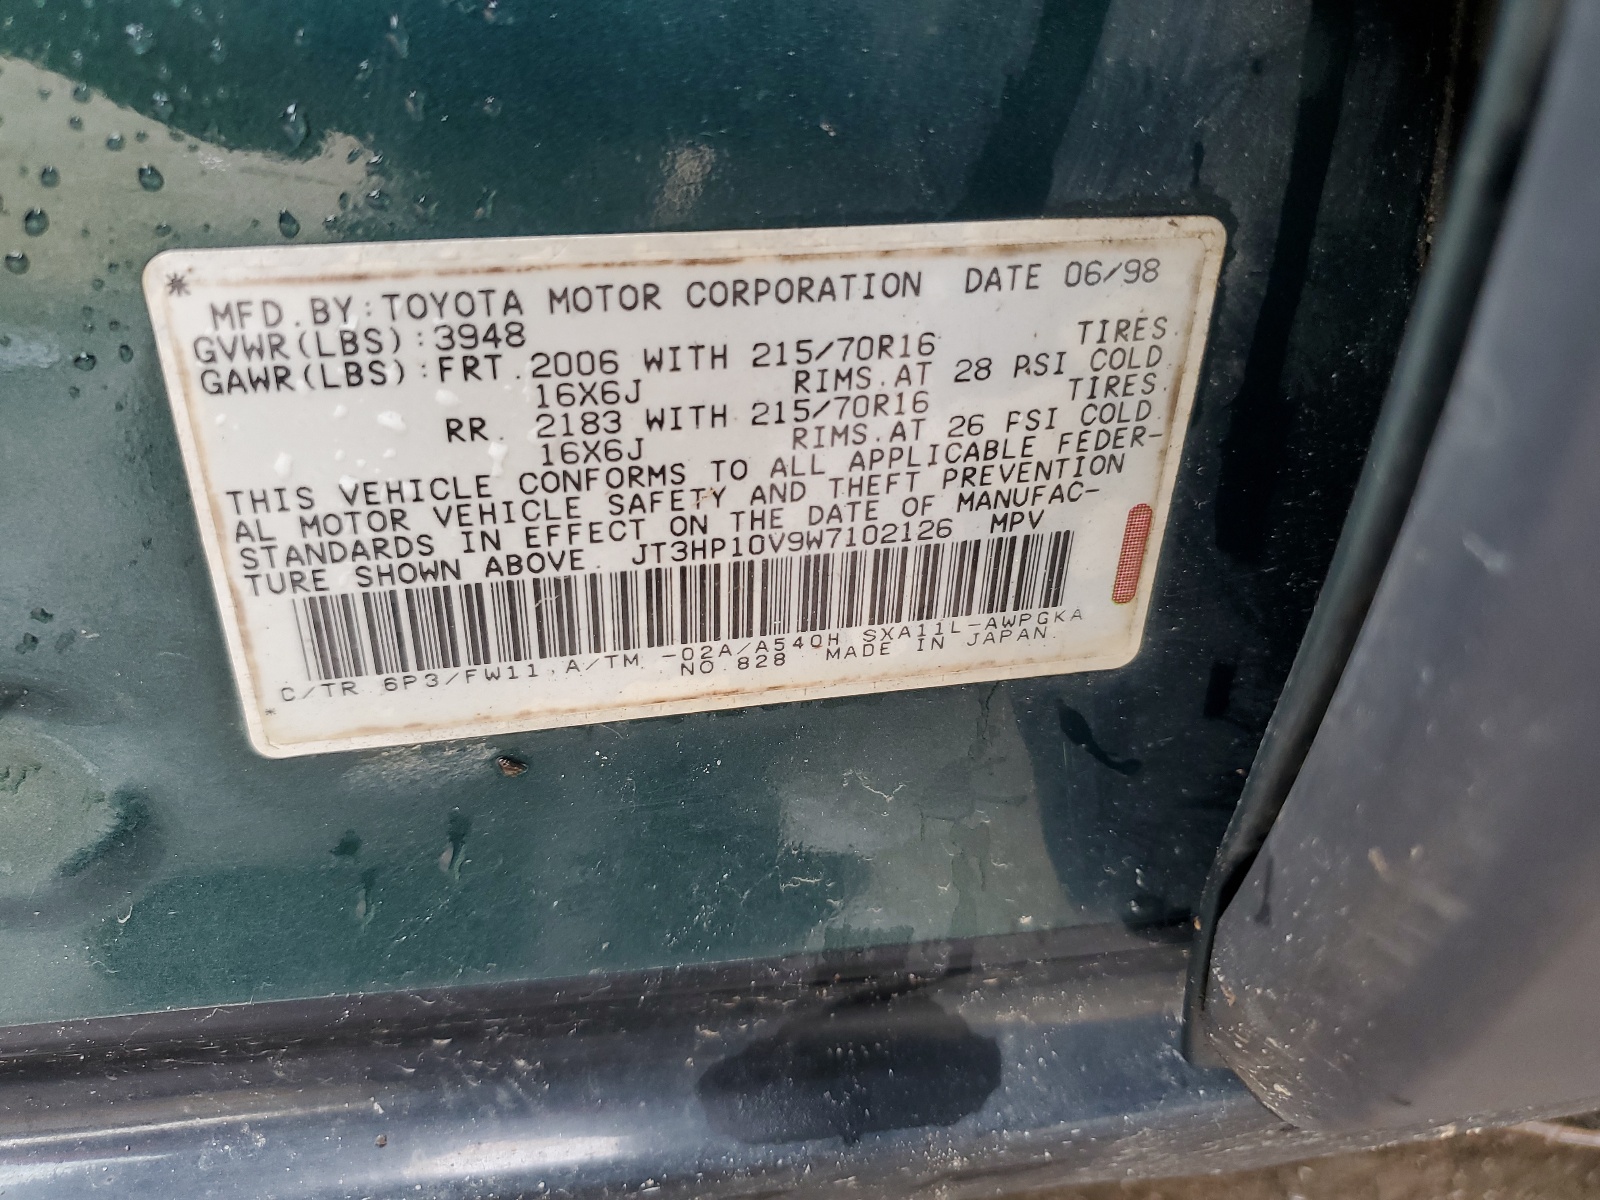 MFD. BY: TOYOTA MOTOR CORPORATION DATE 06/98
GVWR(LBS):3948
GAWR(LBS):FRT. 2006 WITH 215/70R16 TIRES.
16X6J RIMS. AT 28 PSI COLD.
RR. 2183 WITH 215/70R16 TIRES.
16X6J RIMS. AT 26 PSI COLD.
THIS VEHICLE CONFORMS TO ALL APPLICABLE FEDER-
AL MOTOR VEHICLE SAFETY AND THEFT PREVENTION
STANDARDS IN EFFECT ON THE DATE OF MANUFAC-
TURE SHOWN ABOVE. JT3HP10V9W7102126 MPV
C/TR 6P3/FW11 A/TM -02A/A540H SXA11L-AWPGKA
NO.828 MADE IN JAPAN.